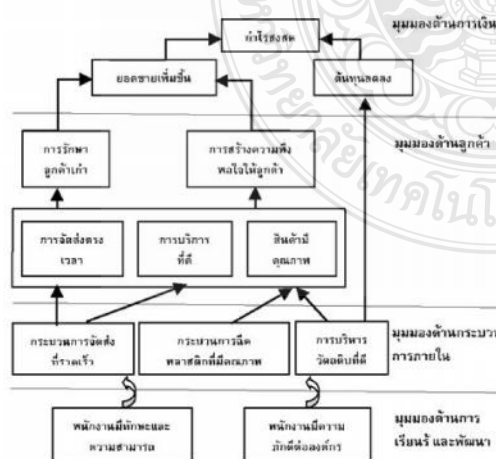 มุมมองด้านการเงิน
กำไรสูงสุด
ยอดขายเพิ่มขึ้น
ต้นทุนลดลง
มุมมองด้านลูกค้า
การรักษา
ลูกค้าเก่า
การสร้างความพึง
พอใจให้ลูกค้า
การจัดส่งตรง
เวลา
การบริการ
ที่ดี
สินค้ามี
คุณภาพ
กระบวนการจัดส่ง
ที่รวดเร็ว
กระบวนการฉีด
พลาสติกที่มีคุณภาพ
การบริหาร
วัตถุดิบที่ดี
มุมมองด้านกระบวน
การภายใน
พนักงานมีทักษะและ
ความสามารถ
พนักงานมีความ
ภักดีต่อองค์กร
มุมมองด้านการ
เรียนรู้ และพัฒนา